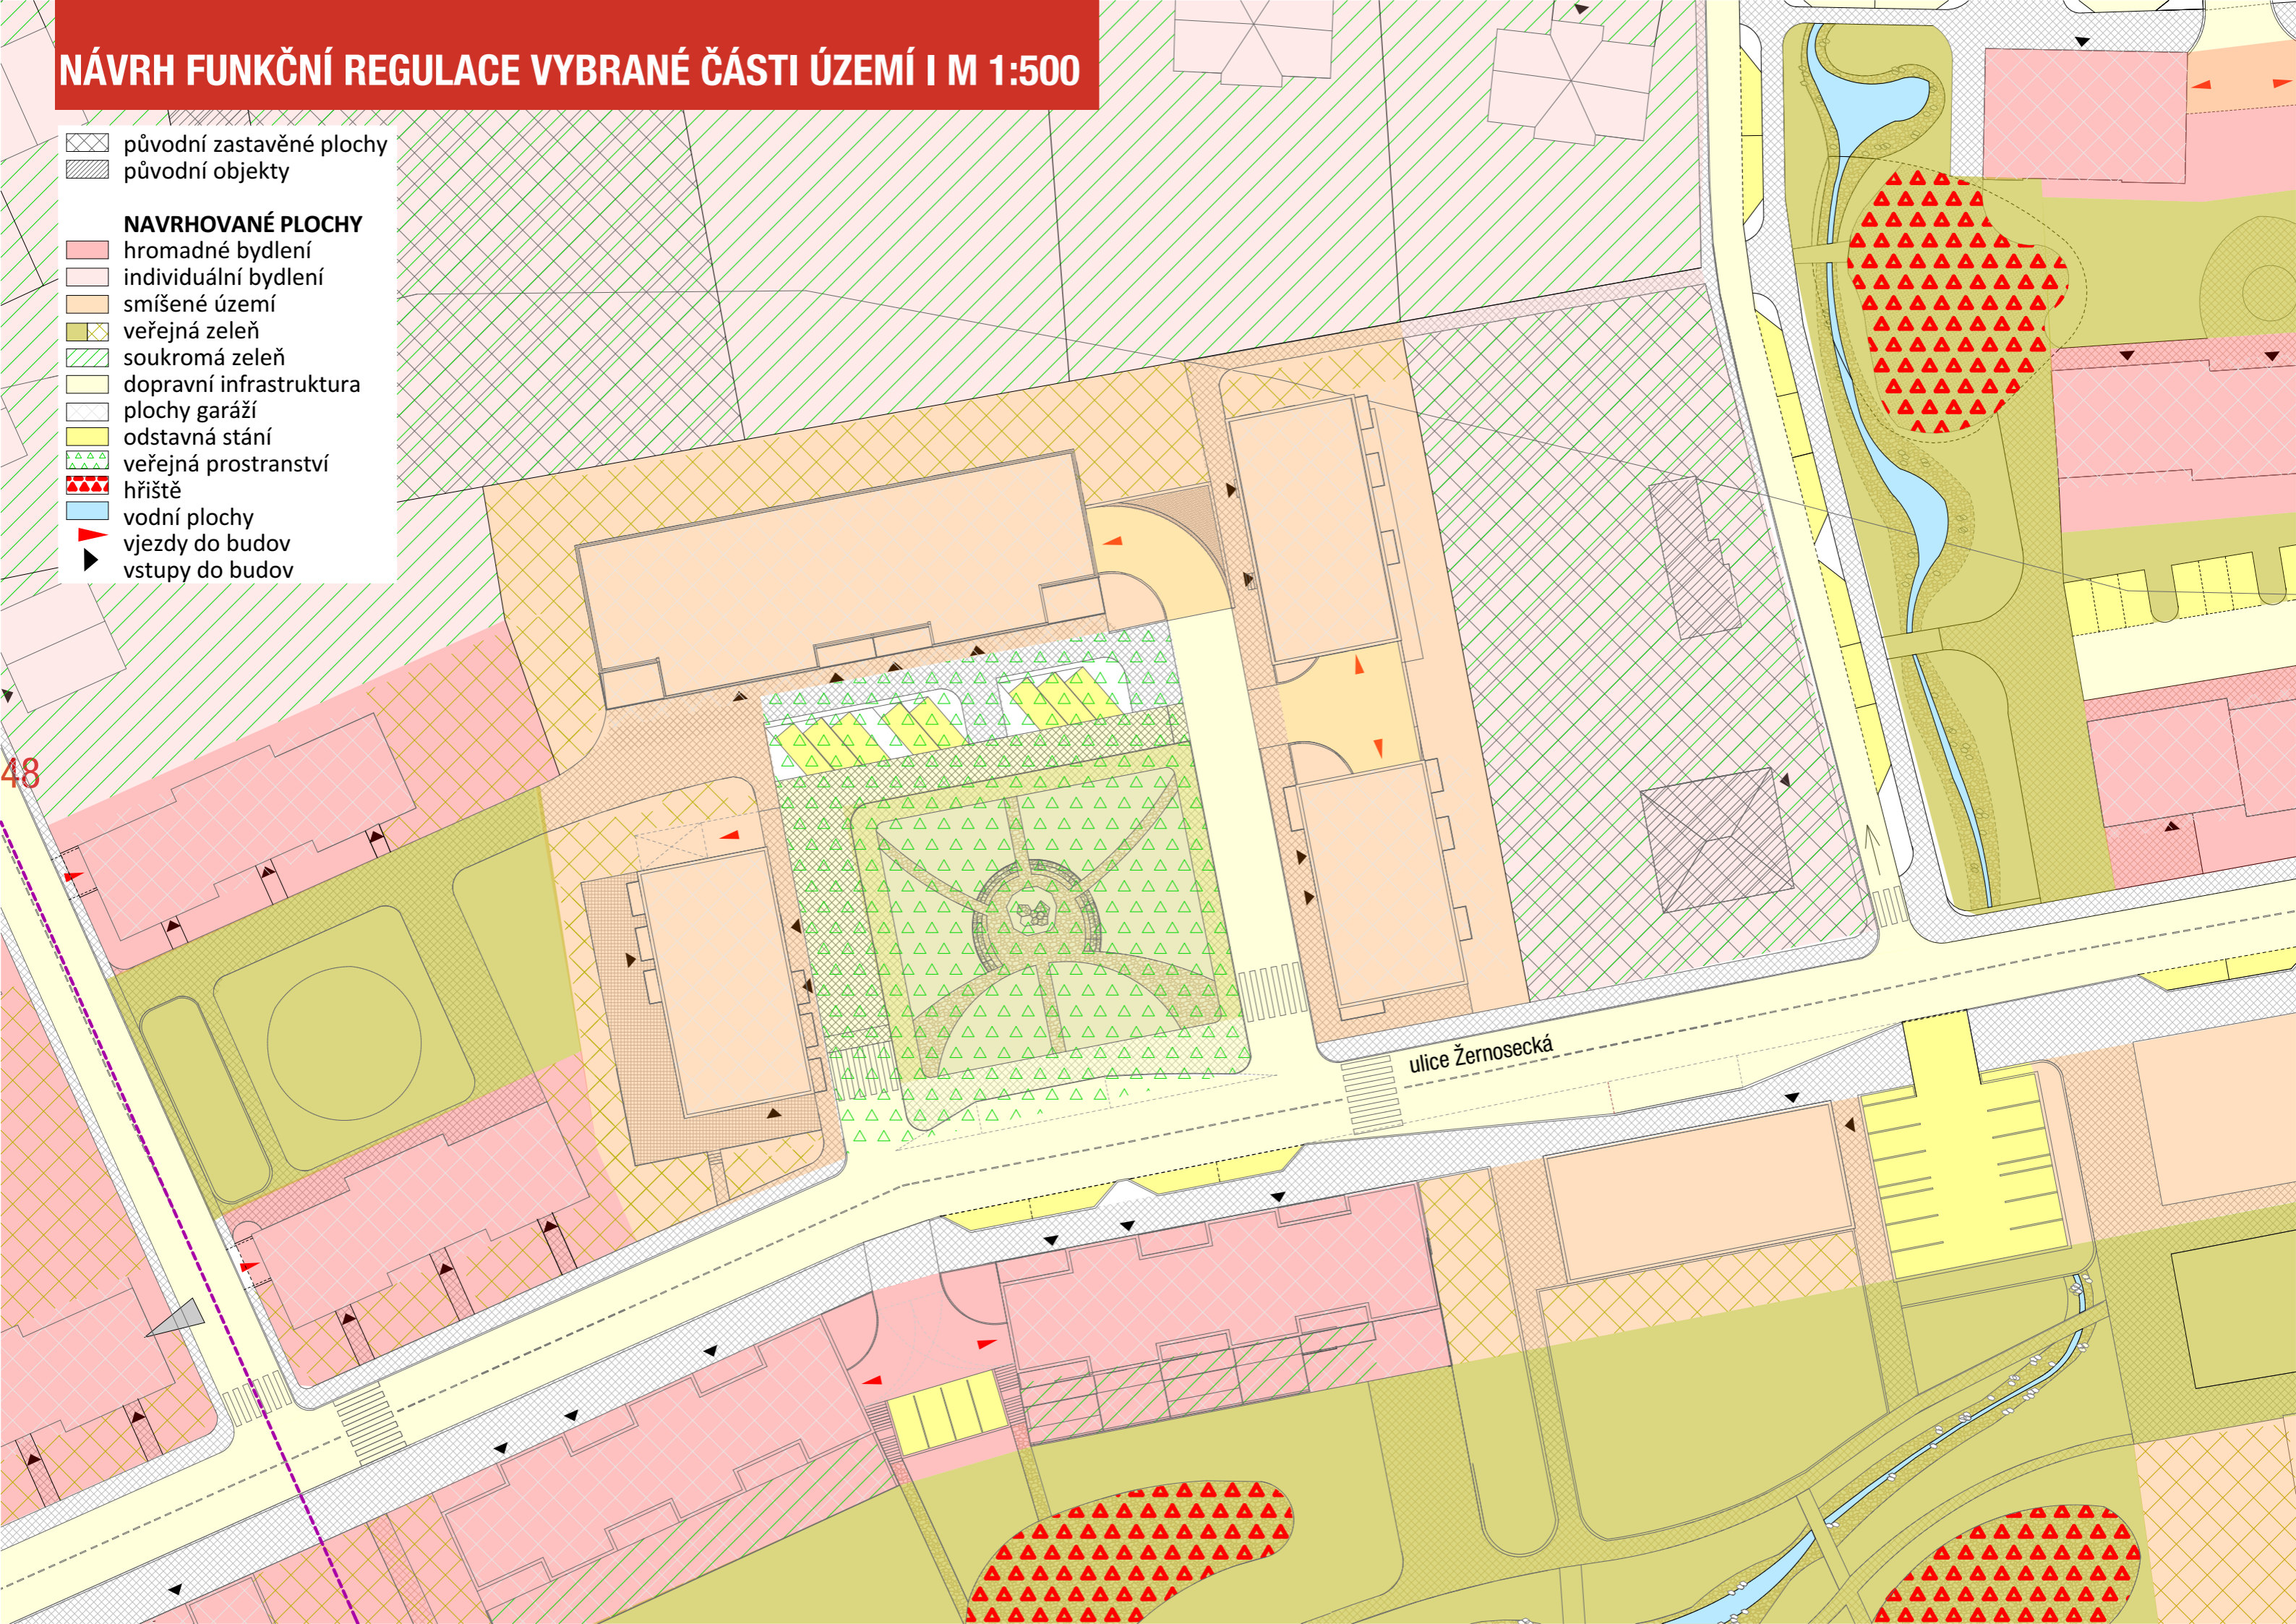 NÁVRH FUNKČNÍ REGULACE VYBRANÉ ČÁSTI ÚZEMÍ I M 1:500
původní zastavěné plochy
původní objekty
NAVRHOVANÉ PLOCHY
hromadné bydlení
individuální bydlení
smíšené území
veřejná zeleň
soukromá zeleň
dopravní infrastruktura
plochy garáží
odstavná stání
veřejná prostranství
hřiště
vodní plochy
vjezdy do budov
vstupy do budov
48
ulice Žernosecká